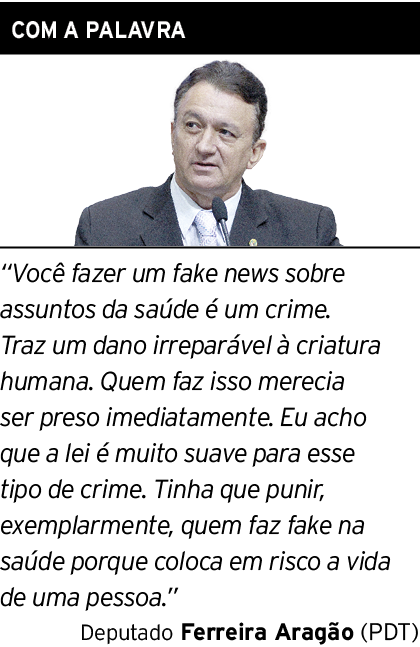 COM A PALAVRA
“Você fazer um fake news sobre
assuntos da saúde é um crime.
Traz um dano irreparável à criatura
humana. Quem faz isso merecia
ser preso imediatamente. Eu acho
que a lei é muito suave para esse
tipo de crime. Tinha que punir,
exemplarmente, quem faz fake na
saúde porque coloca em risco a vida
de uma pessoa.”
Deputado Ferreira Aragão (PDT)